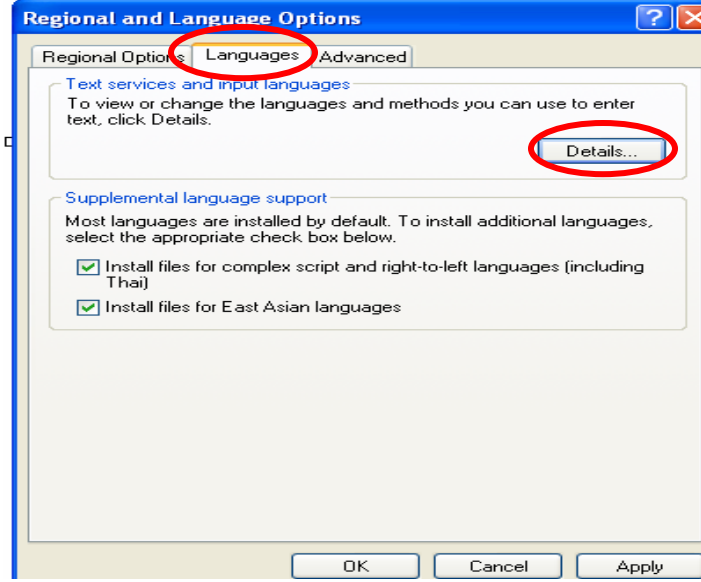 Regional and Language Options
Regional Options Languages Advanced
Text services and input languages
To view or change the languages and methods you can use to enter
text, click Details.
Details...
Supplemental language support
Most languages are installed by default. To install additional languages,
select the appropriate check box below.
Install files for complex script and right-to-left languages (including
Thai)
Install files for East Asian languages
OK Cancel Apply